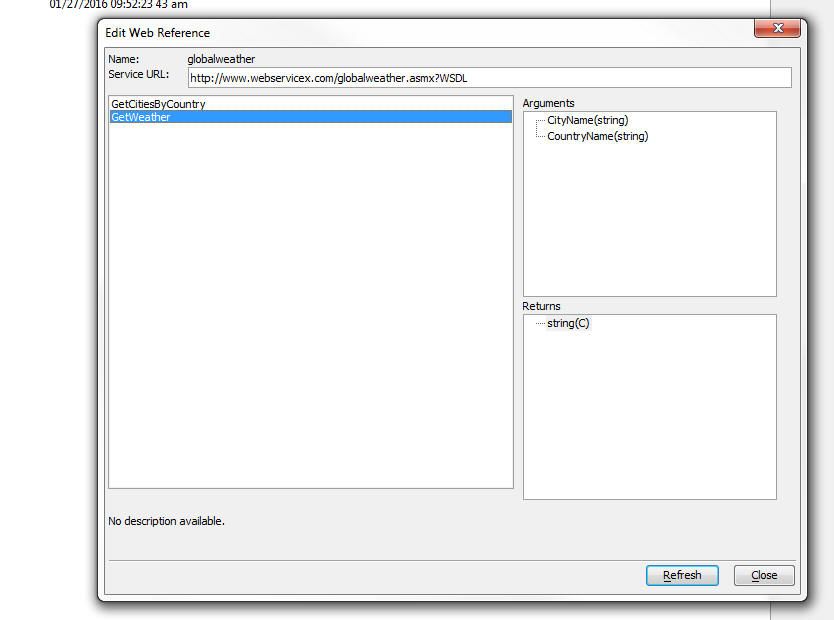 01/27/2016 09:52:23 43 am
Edit Web Reference
Name: globalweather
Service URL: http://www.webservicex.com/globalweather.asmx?WSDL
GetCitiesByCountry
GetWeather
Arguments
CityName(string)
CountryName(string)
Returns
string(C)
No description available.
Refresh Close